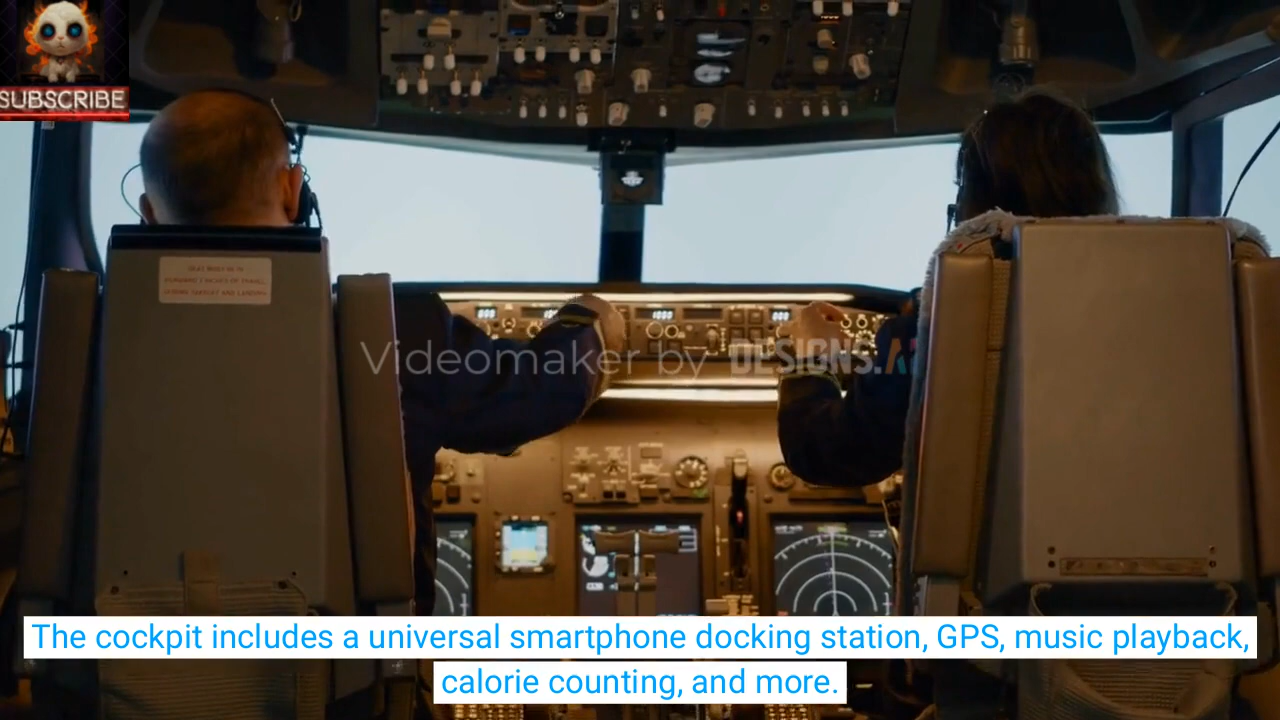 SUBSCRIBE
1000
Videomaker by DESIGNS.AI
The cockpit includes a universal smartphone docking station, GPS, music playback,
calorie counting, and more.